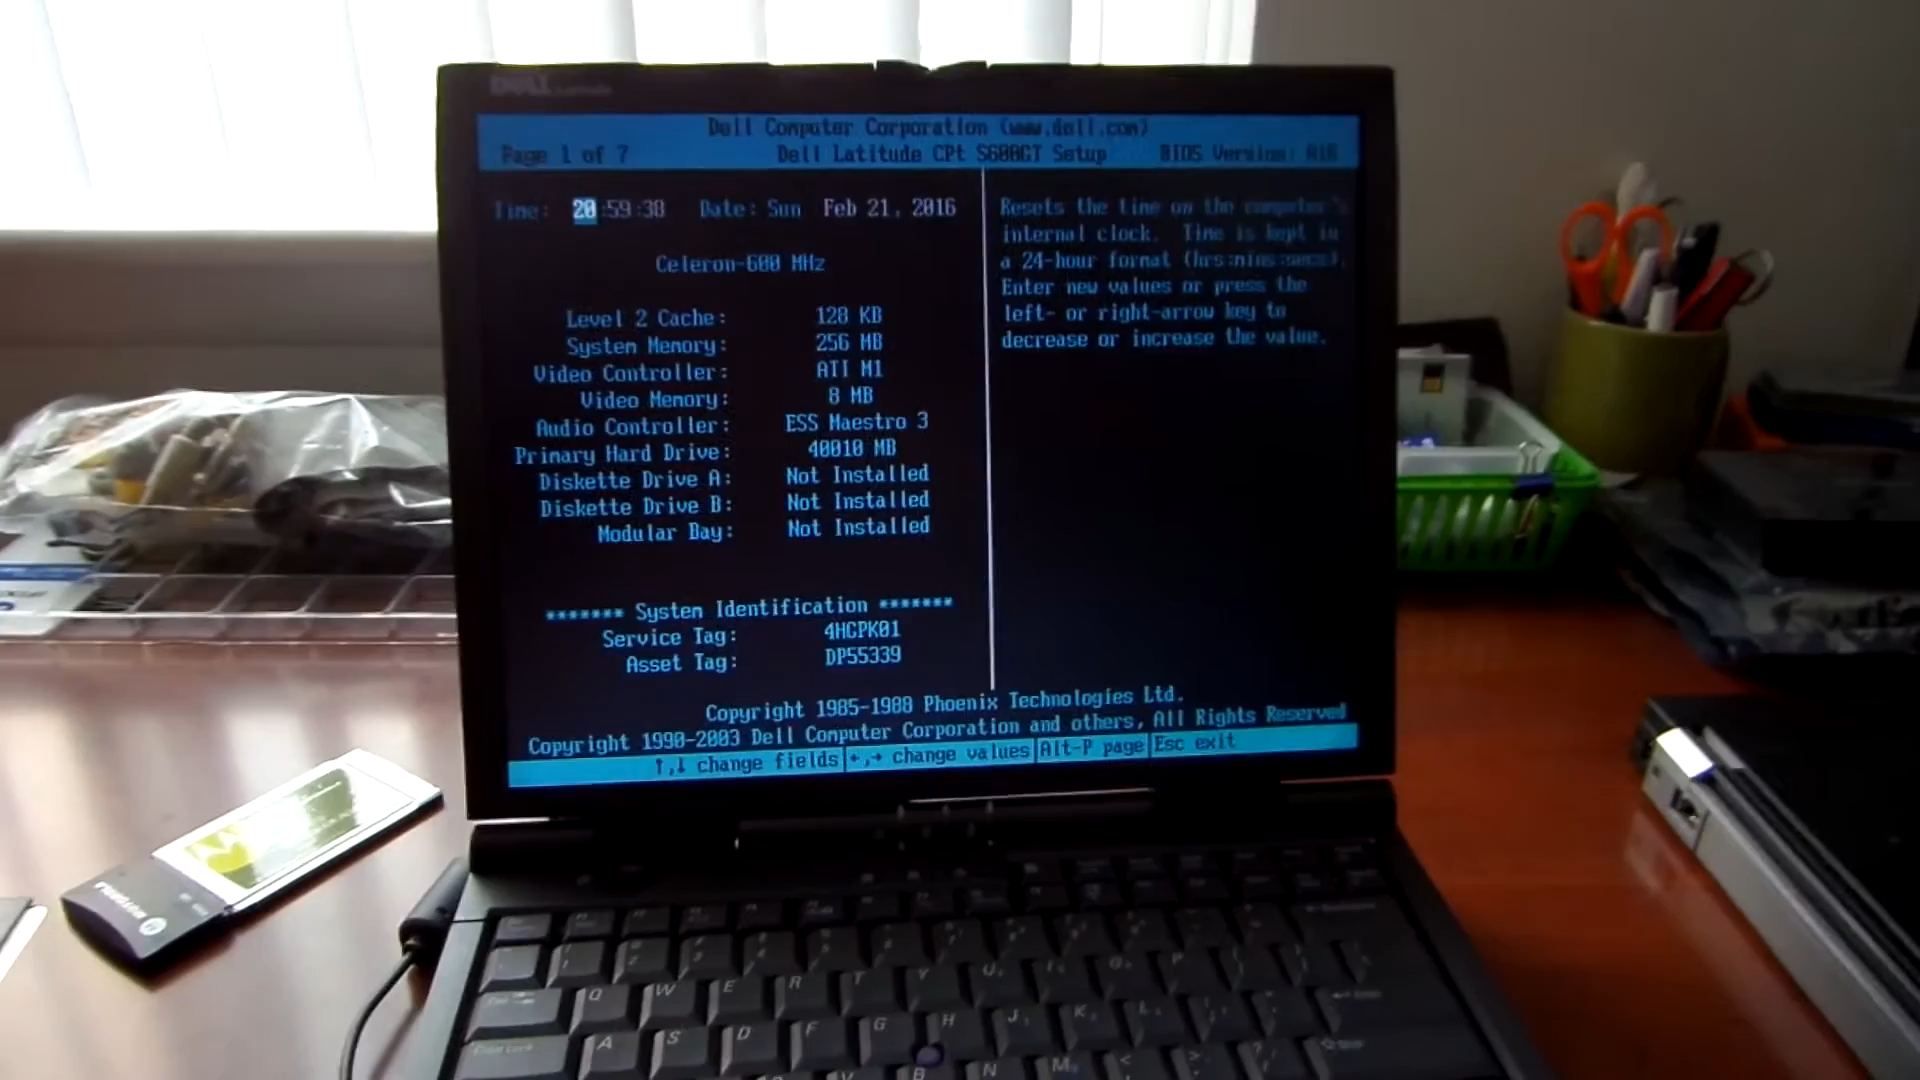 DELL Latitude
Dell Computer Corporation (www.dell.com)
Page 1 of 7 Dell Latitude CPt S600GT Setup BIOS Version:
Time: 20:59:38 Date: Sun Feb 21, 2016
Celeron-600 MHz
Level 2 Cache: 128 KB
System Memory: 256 MB
Video Controller: ATI M1
Video Memory: 8 MB
Audio Controller: ESS Maestro 3
Primary Hard Drive: 40010 MB
Diskette Drive A: Not Installed
Diskette Drive B: Not Installed
Modular Bay: Not Installed
******* System Identification *******
Service Tag: 4HCPK01
Asset Tag: DP55339
Resets the time on the computer's
internal clock. Time is kept in
a 24-hour format (hrs:mins:secs).
Enter new values or press the
left- or right-arrow key to
decrease or increase the value.
Copyright 1985-1988 Phoenix Technologies Ltd.
Copyright 1990-2003 Dell Computer Corporation and others, All Rights Reserved
↑,↓ change fields ←,→ change values Alt-P page Esc exit
MOTOROLA
Q W E R T Y U I O P
A S D F G H J K L
B N M